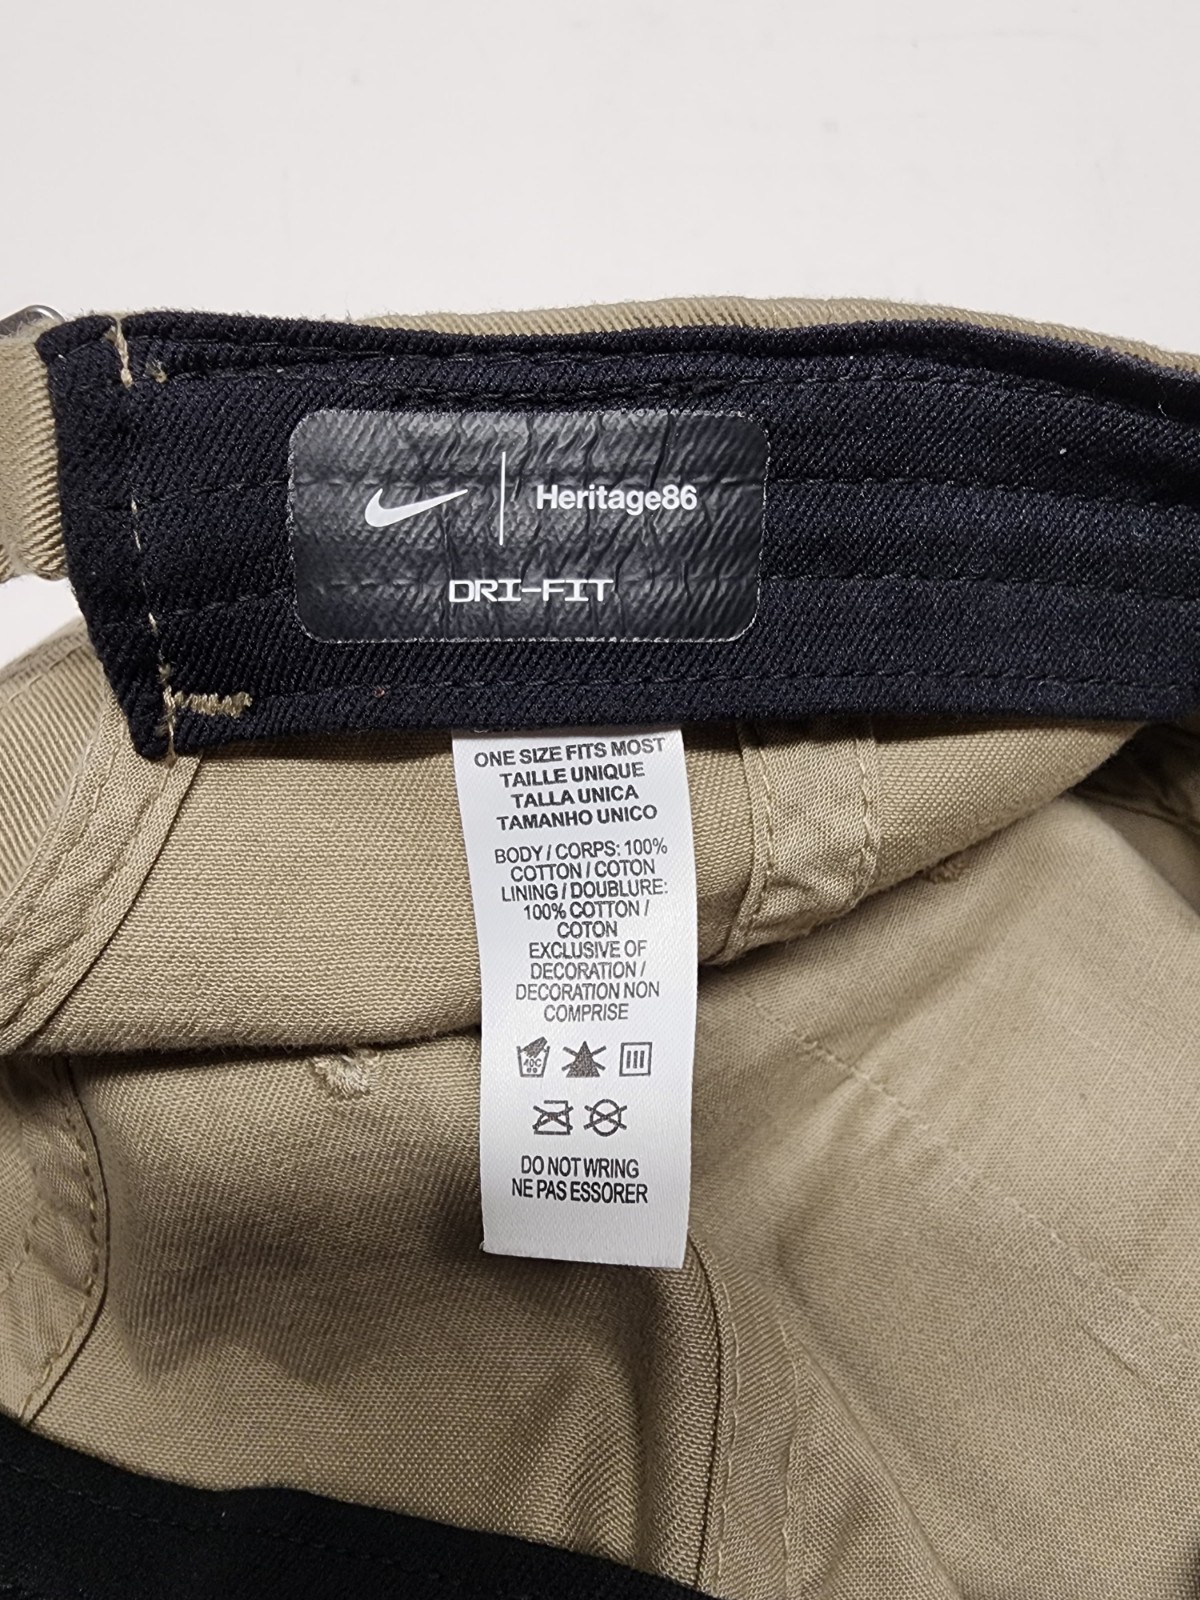 Heritage86
DRI-FIT
ONE SIZE FITS MOST
TAILLE UNIQUE
TALLA UNICA
TAMANHO UNICO
BODY / CORPS: 100%
COTTON / COTON
LINING / DOUBLURE:
100% COTTON /
COTON
EXCLUSIVE OF
DECORATION /
DECORATION NON
COMPRISE
40C
DO NOT WRING
NE PAS ESSORER